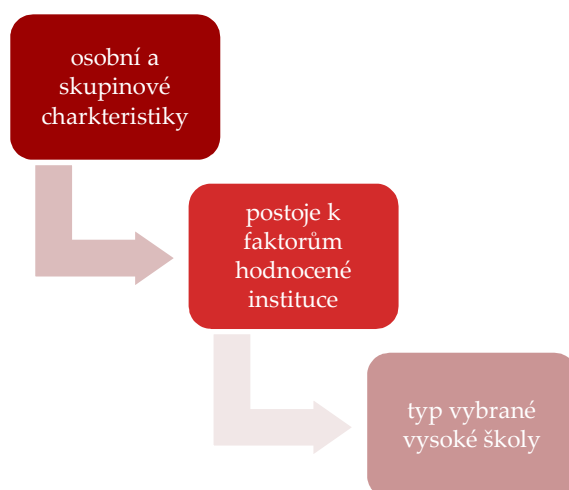 osobní a
skupinové
charkteristiky
postoje k
faktorům
hodnocené
instituce
typ vybrané
vysoké školy